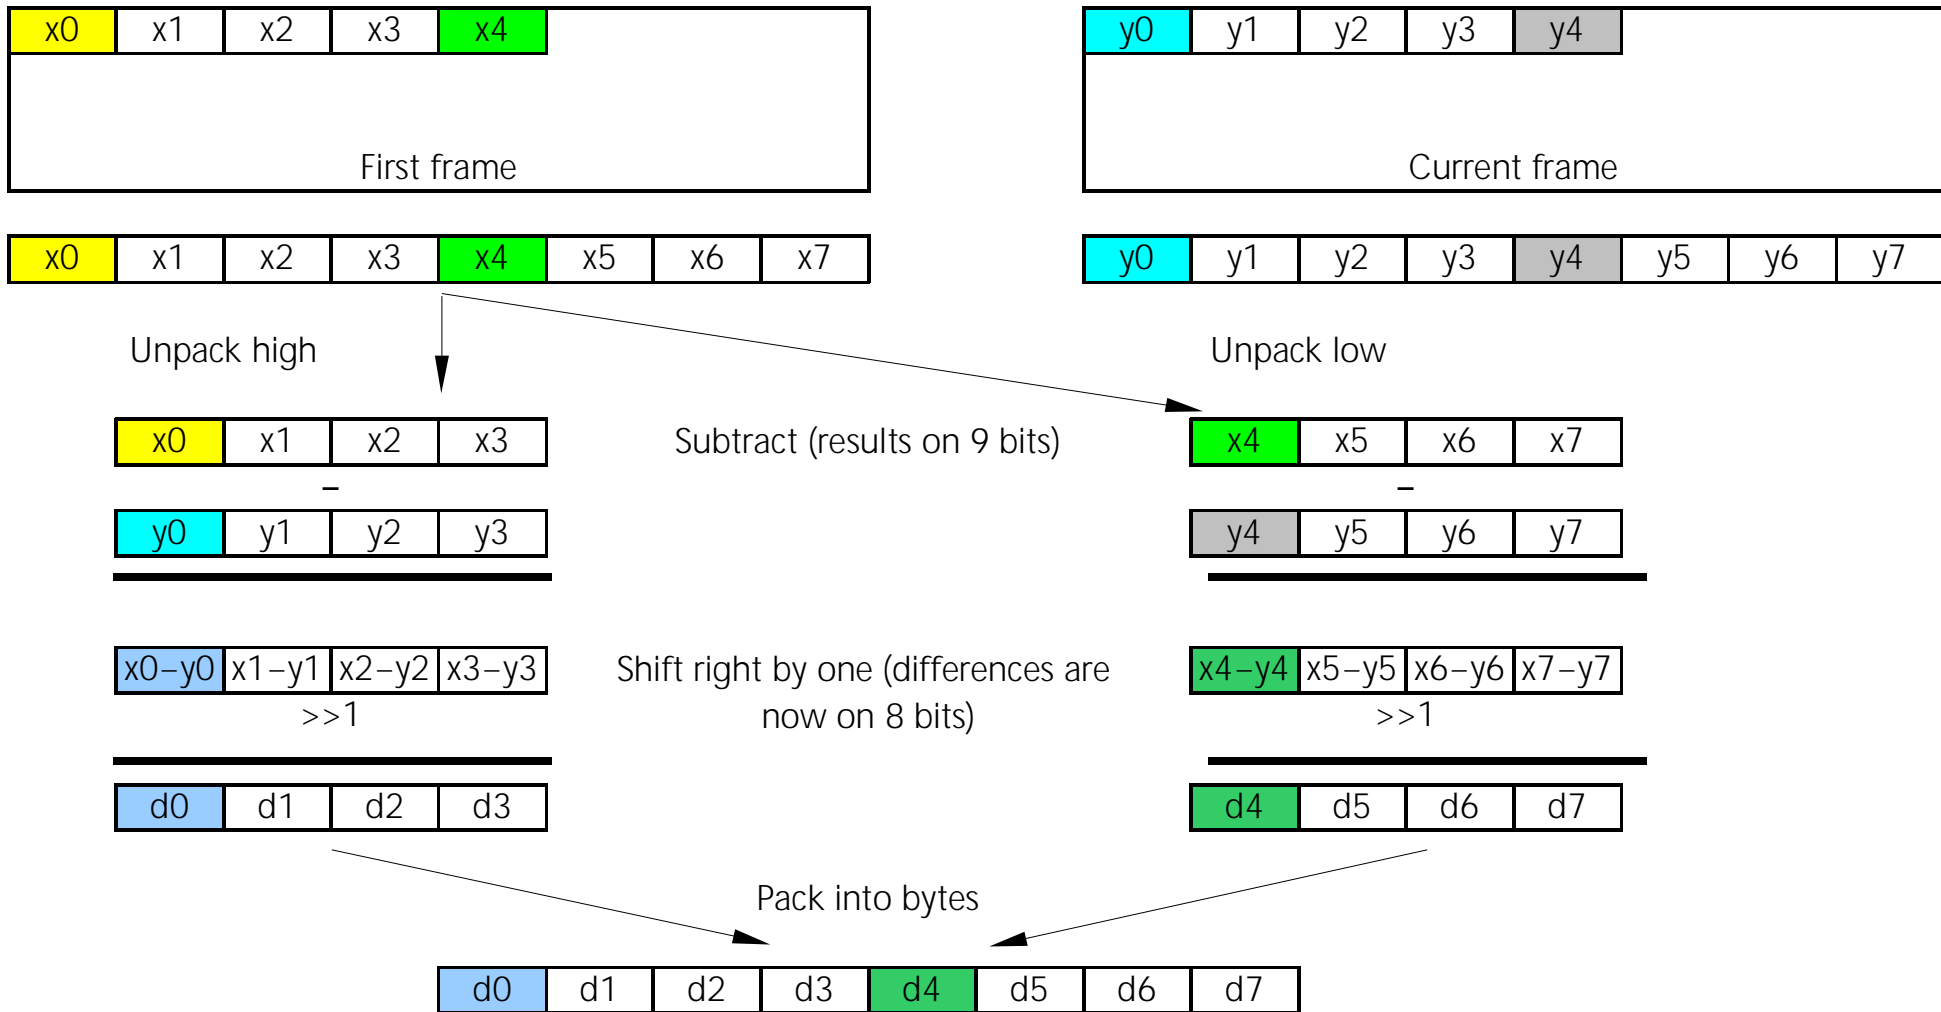 x0 x1 x2 x3 x4
y0 y1 y2 y3 y4
First frame
Current frame
x0 x1 x2 x3 x4 x5 x6 x7
y0 y1 y2 y3 y4 y5 y6 y7
Unpack high
Unpack low
x0 x1 x2 x3
Subtract (results on 9 bits)
x4 x5 x6 x7
–
–
y0 y1 y2 y3
y4 y5 y6 y7
x0–y0 x1–y1 x2–y2 x3–y3
>>1
Shift right by one (differences are
now on 8 bits)
x4–y4 x5–y5 x6–y6 x7–y7
>>1
d0 d1 d2 d3
d4 d5 d6 d7
Pack into bytes
d0 d1 d2 d3 d4 d5 d6 d7